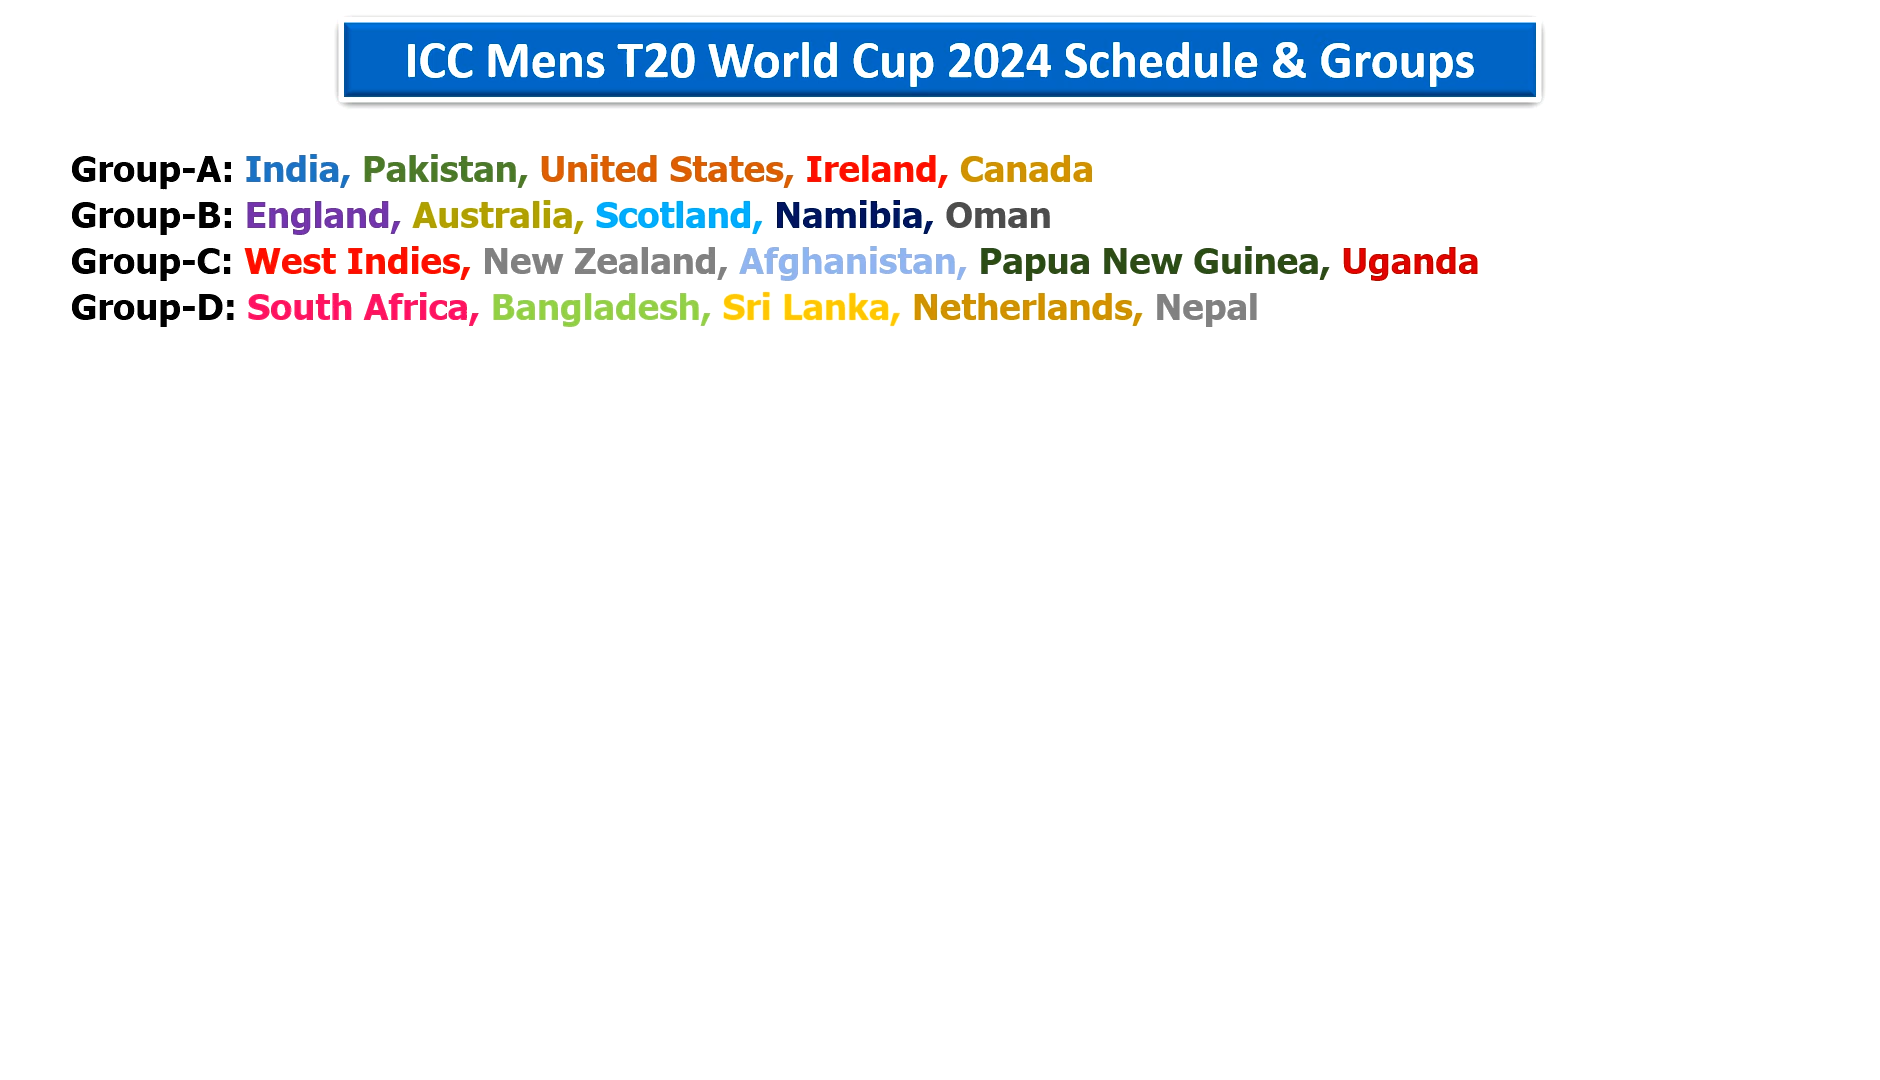 ICC Mens T20 World Cup 2024 Schedule & Groups
Group-A: India, Pakistan, United States, Ireland, Canada
Group-B: England, Australia, Scotland, Namibia, Oman
Group-C: West Indies, New Zealand, Afghanistan, Papua New Guinea, Uganda
Group-D: South Africa, Bangladesh, Sri Lanka, Netherlands, Nepal